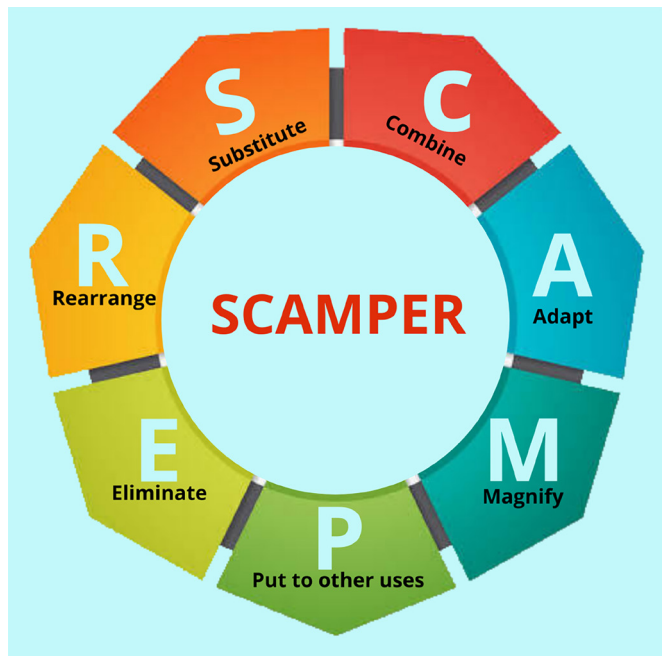 S
Substitute
C
Combine
A
Adapt
M
Magnify
P
Put to other uses
E
Eliminate
R
Rearrange
SCAMPER